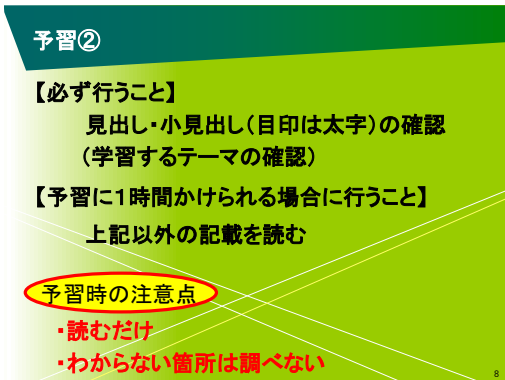 予習②
【必ず行うこと】
見出し・小見出し（目印は太字）の確認
（学習するテーマの確認）
【予習に１時間かけられる場合に行うこと】
上記以外の記載を読む
予習時の注意点
・読むだけ
・わからない箇所は調べない
8